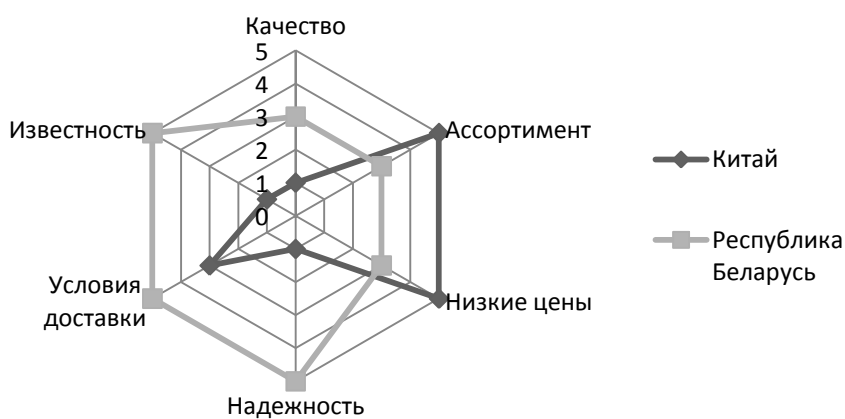 Качество
5
4
3
2
1
0
Известность
Ассортимент
Условия
доставки
Низкие цены
Надежность
Китай
Республика
Беларусь